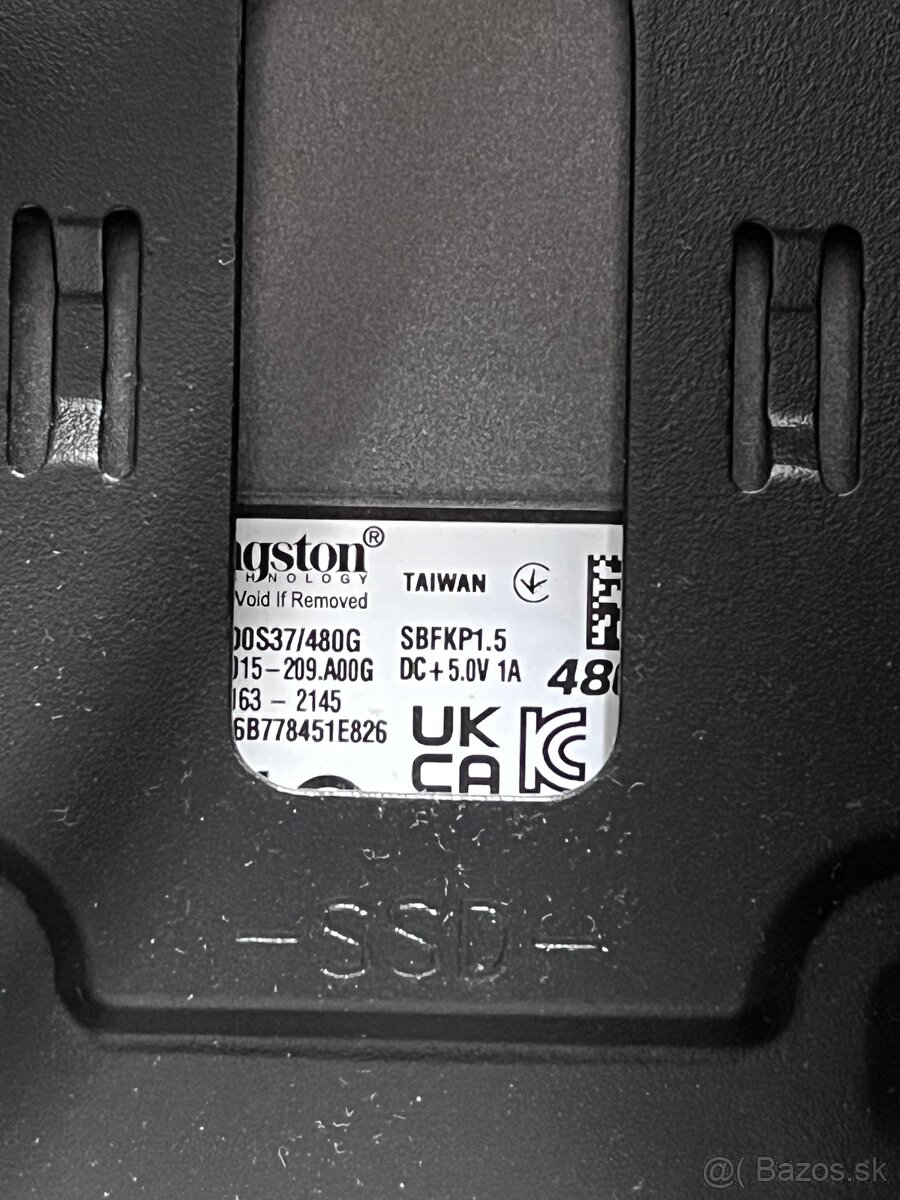 ngston®
HNOLOGY
Void If Removed
TAIWAN
00S37/480G
SBFKP1.5
015-209.A00G
DC+5.0V 1A
480
163 - 2145
6B778451E826
UK
CA
-SSD-
@( Bazos.sk